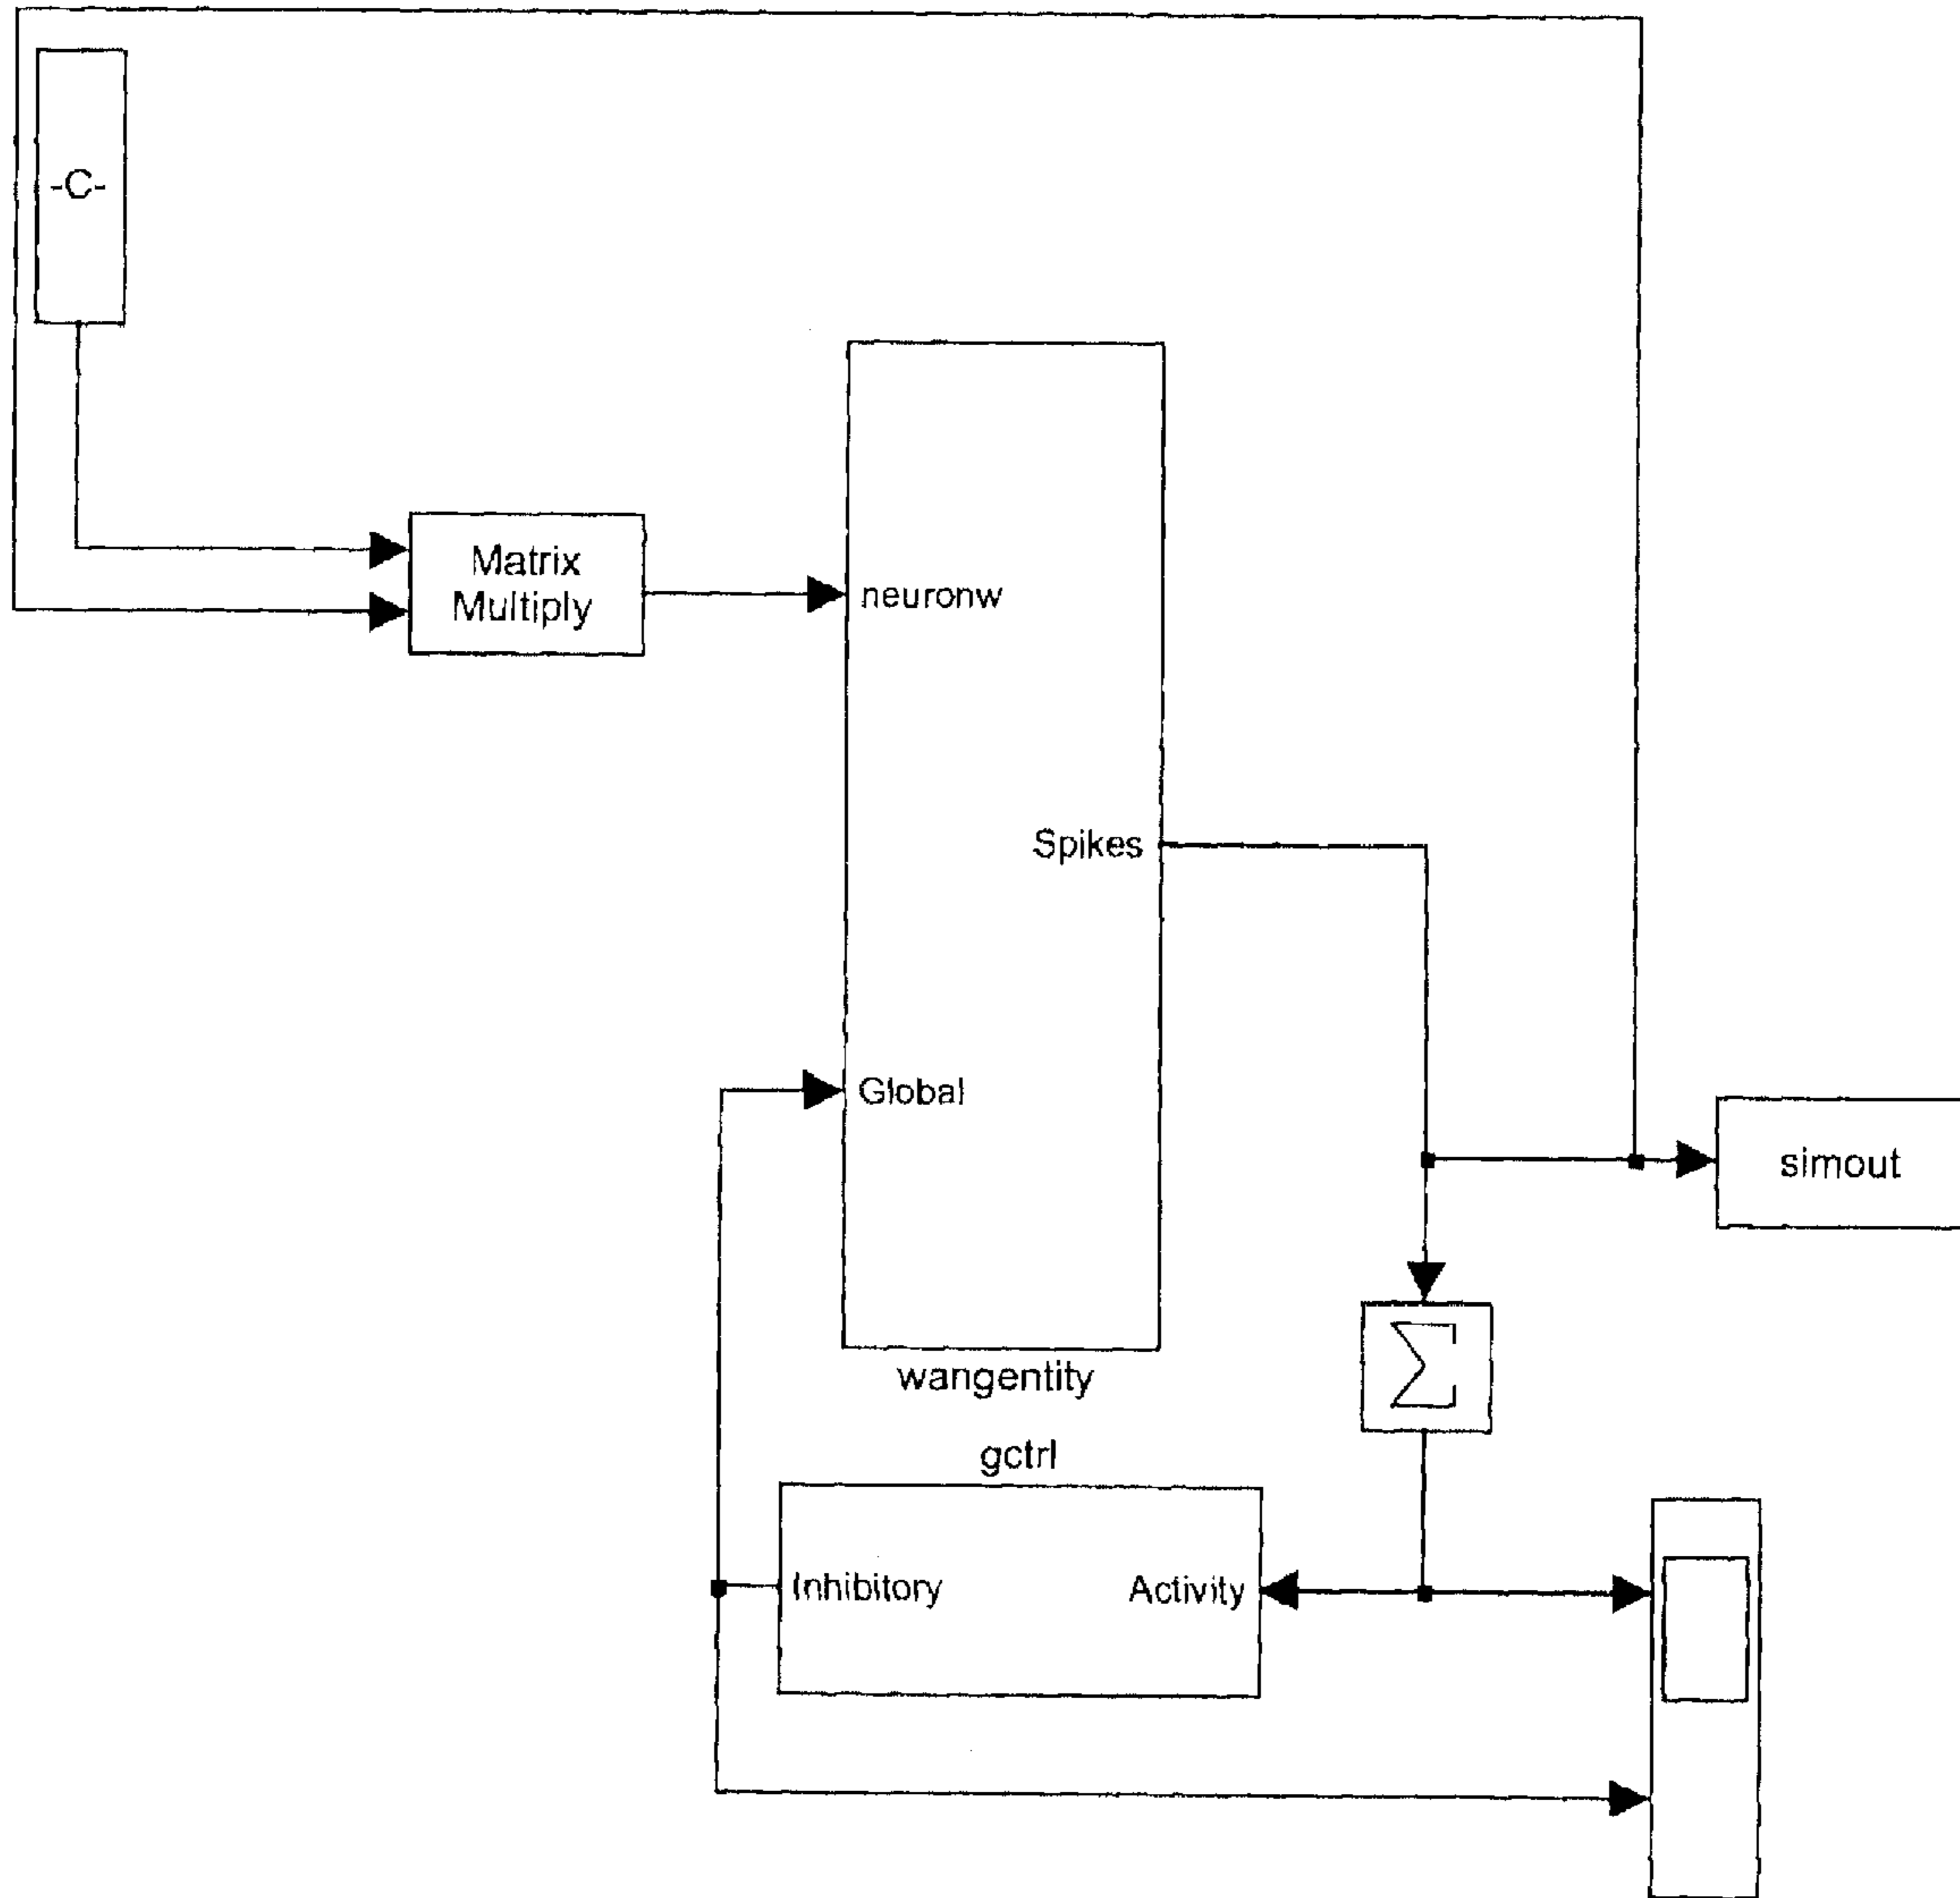 -C-
Matrix
Multiply
neuronw
Spikes
Global
simout
wangentity
Σ
gctrl
Inhibitory
Activity